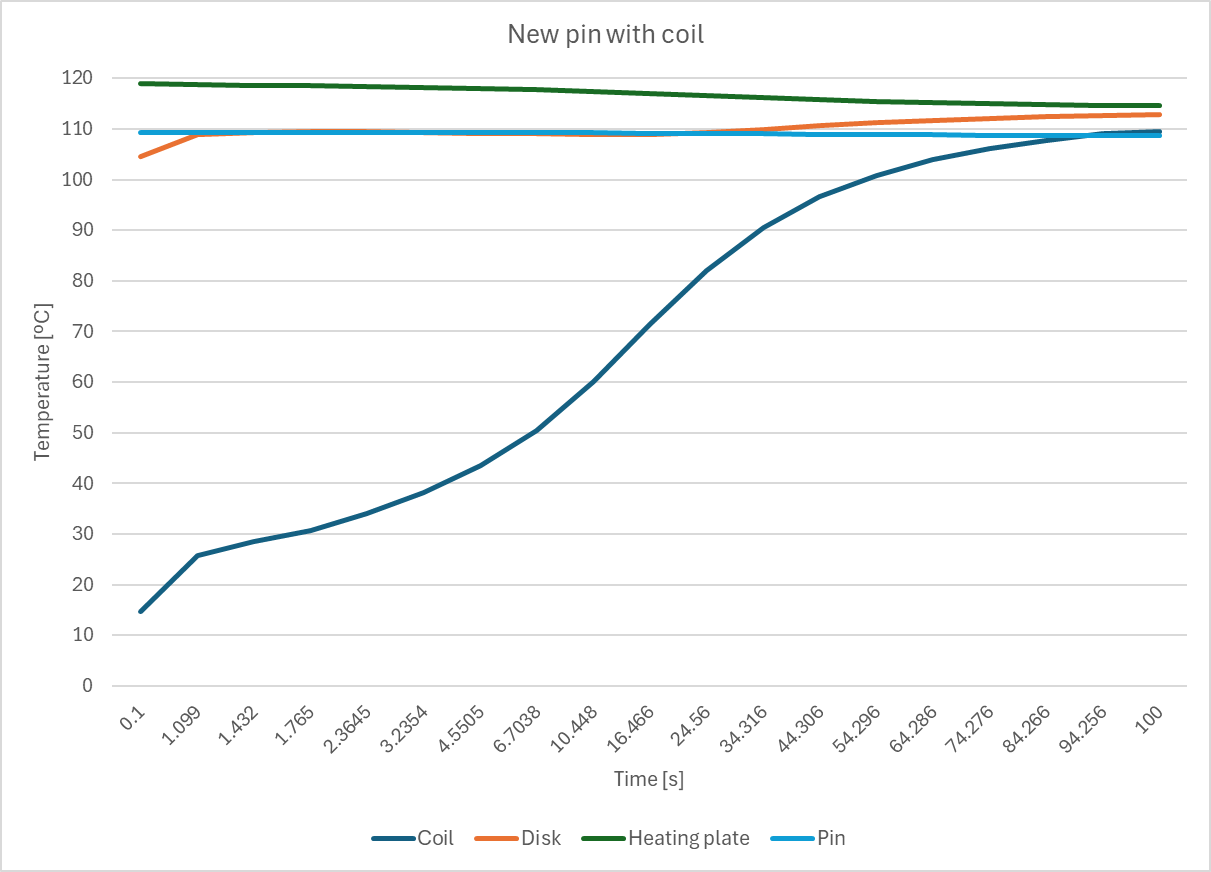 New pin with coil
120
110
100
90
80
70
60
50
40
30
20
10
0
Temperature [ºC]
0.1 1.099 1.432 1.765 2.3645 3.2354 4.5505 6.7038 10.448 16.466 24.56 34.316 44.306 54.296 64.286 74.276 84.266 94.256 100
Time [s]
Coil Disk Heating plate Pin